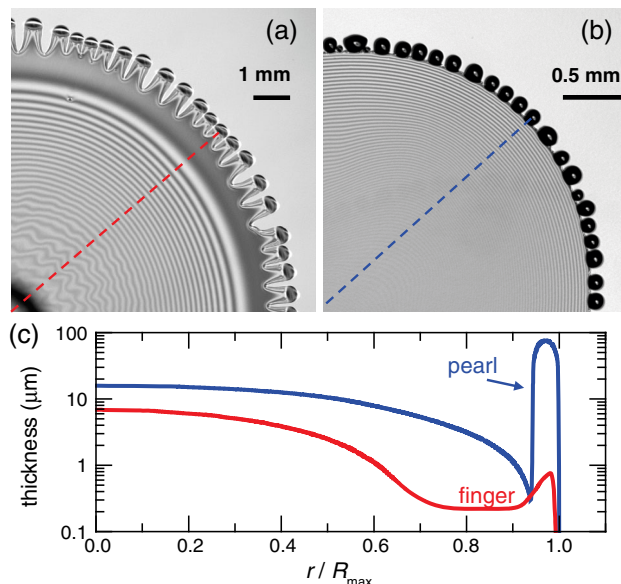 (a)
1 mm
(b)
0.5 mm
(c)
100
10
1
0.1
thickness (μm)
pearl
finger
0.0 0.2 0.4 0.6 0.8 1.0
r / Rmax